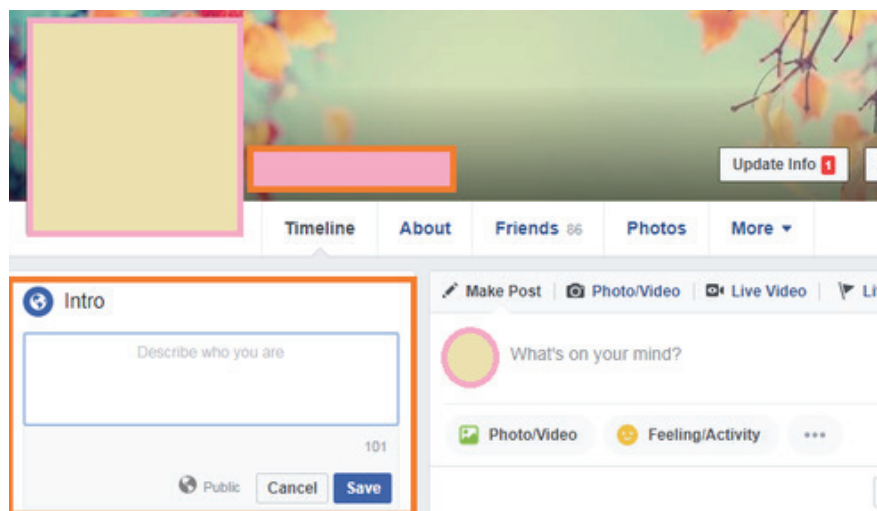 Update Info 1
Timeline About Friends 86 Photos More
Intro
Describe who you are
101
Public Cancel Save
Make Post Photo/Video Live Video
What's on your mind?
Photo/Video Feeling/Activity